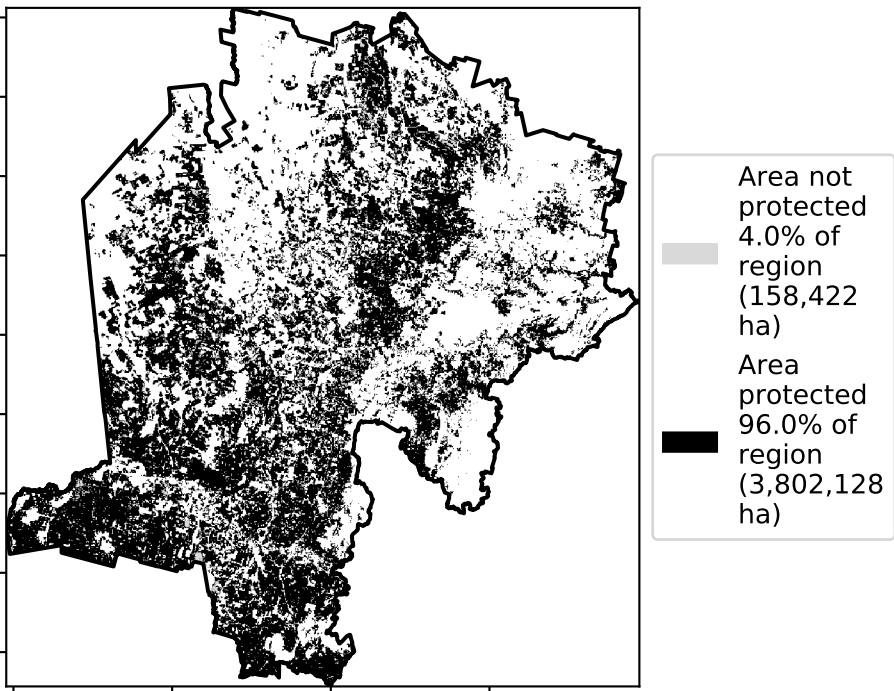 Area not
protected
4.0% of
region
(158,422
ha)
Area
protected
96.0% of
region
(3,802,128
ha)